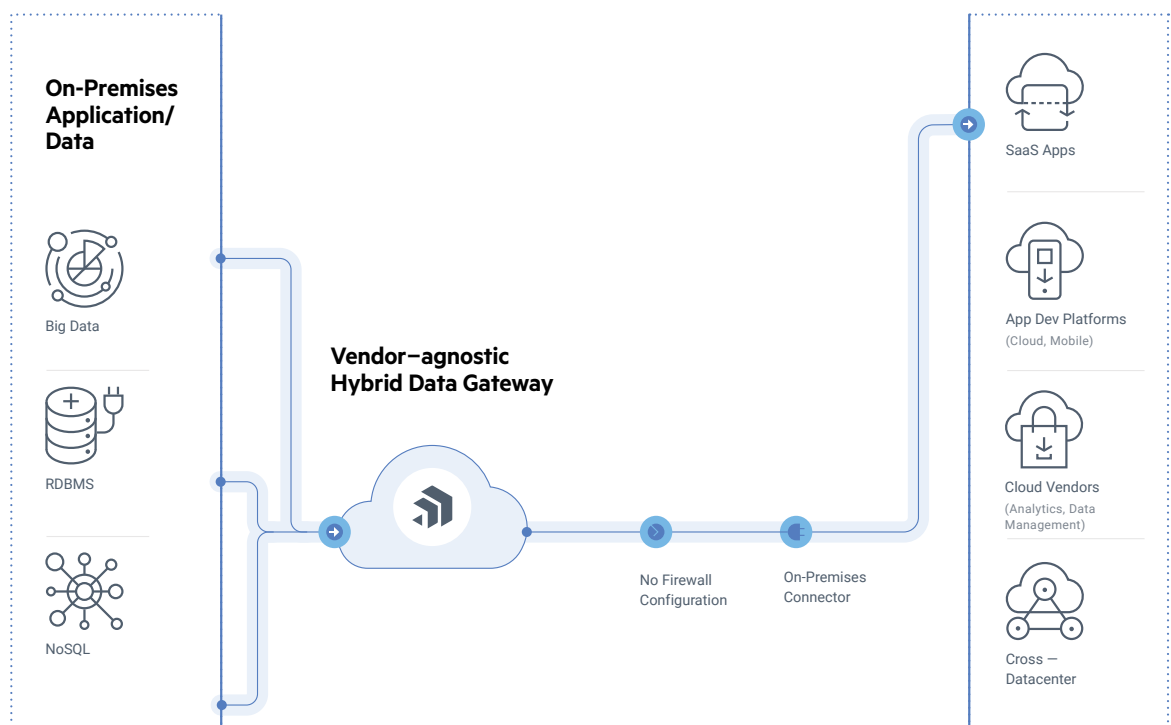 On-Premises
Application/
Data
Big Data
RDBMS
NoSQL
Vendor–agnostic
Hybrid Data Gateway
No Firewall
Configuration
On-Premises
Connector
SaaS Apps
App Dev Platforms
(Cloud, Mobile)
Cloud Vendors
(Analytics, Data
Management)
Cross —
Datacenter